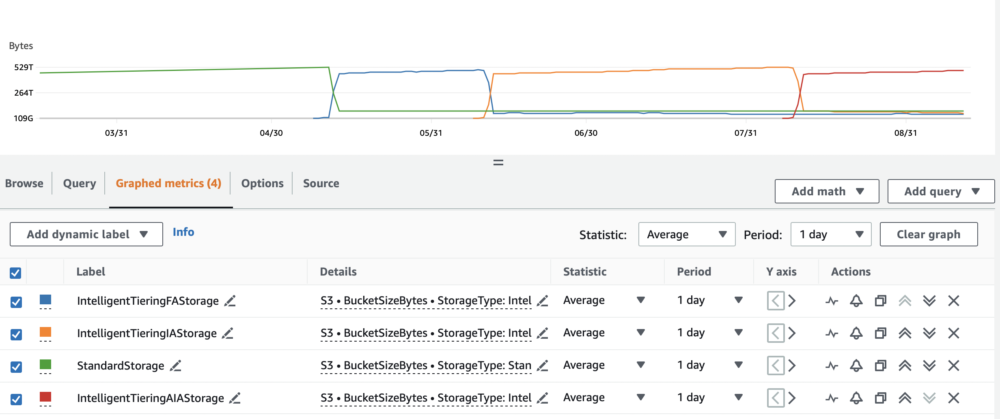 Bytes
529T
264T
109G
03/31 04/30 05/31 06/30 07/31 08/31
Browse Query Graphed metrics (4) Options Source Add math Add query
Add dynamic label Info Statistic: Average Period: 1 day Clear graph
Label Details Statistic Period Y axis Actions
IntelligentTieringFAStorage S3 • BucketSizeBytes • StorageType: Intel Average 1 day
IntelligentTieringIAStorage S3 • BucketSizeBytes • StorageType: Intel Average 1 day
StandardStorage S3 • BucketSizeBytes • StorageType: Stan Average 1 day
IntelligentTieringAIAStorage S3 • BucketSizeBytes • StorageType: Intel Average 1 day